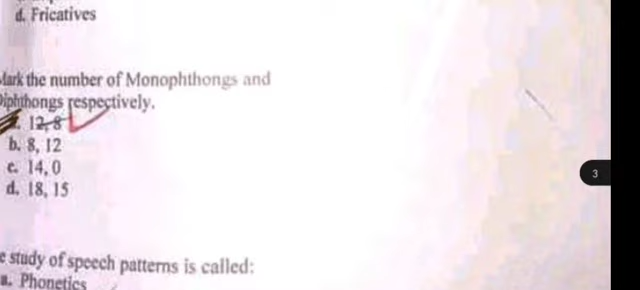 d. Fricatives
Mark the number of Monophthongs and
Diphthongs respectively.
12, 8
b. 8, 12
c. 14, 0
d. 18, 15
e study of speech patterns is called:
a. Phonetics
3